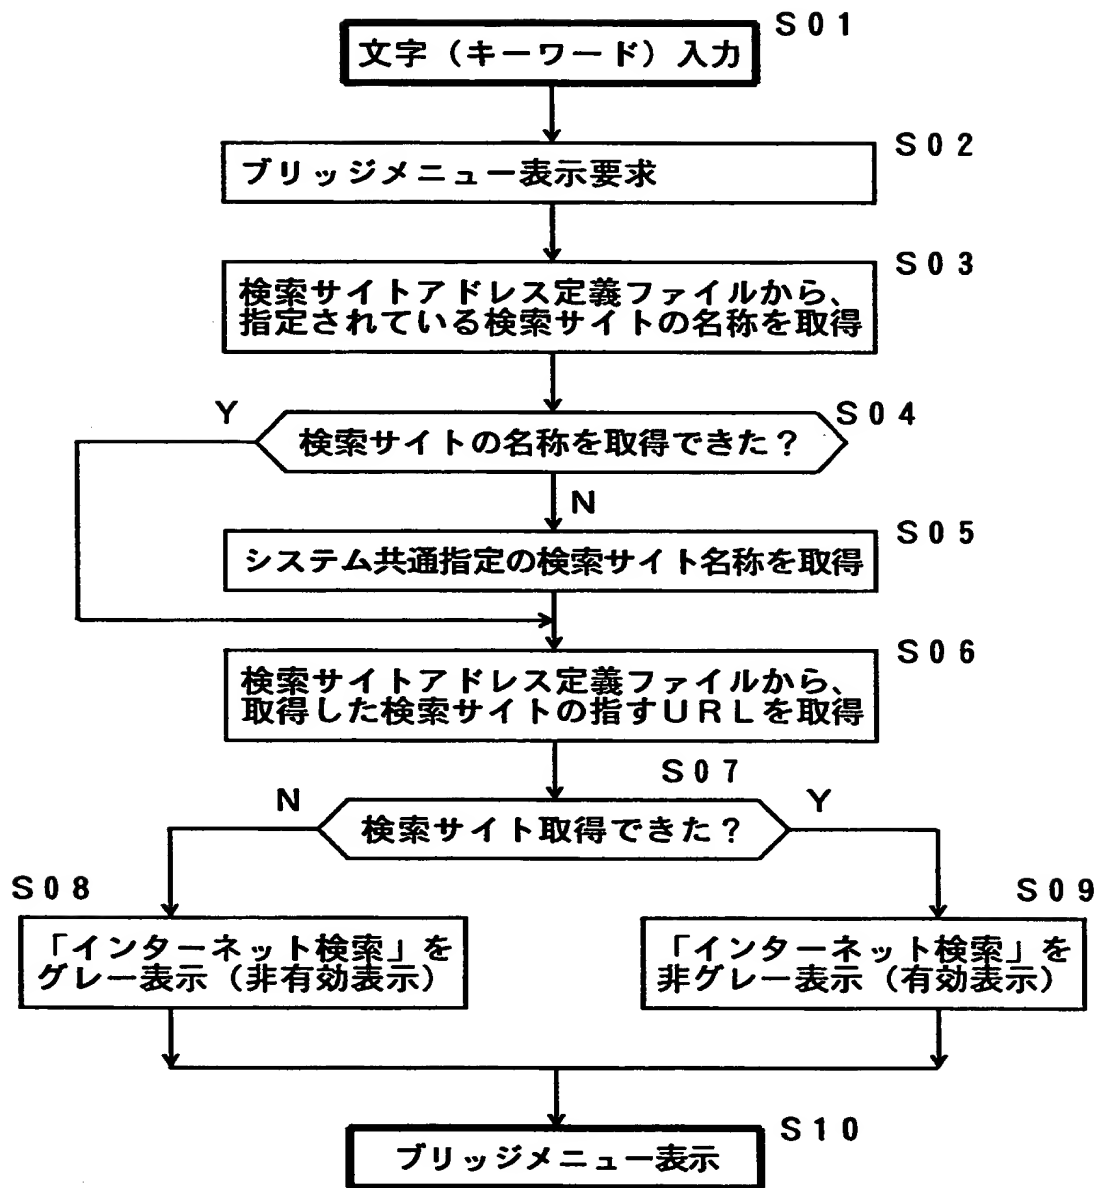 S01
文字（キーワード）入力
S02
ブリッジメニュー表示要求
S03
検索サイトアドレス定義ファイルから、
指定されている検索サイトの名称を取得
Y
S04
検索サイトの名称を取得できた？
N
S05
システム共通指定の検索サイト名称を取得
S06
検索サイトアドレス定義ファイルから、
取得した検索サイトの指すＵＲＬを取得
S07
N
Y
検索サイト取得できた？
S08
S09
「インターネット検索」を
グレー表示（非有効表示）
「インターネット検索」を
非グレー表示（有効表示）
S10
ブリッジメニュー表示